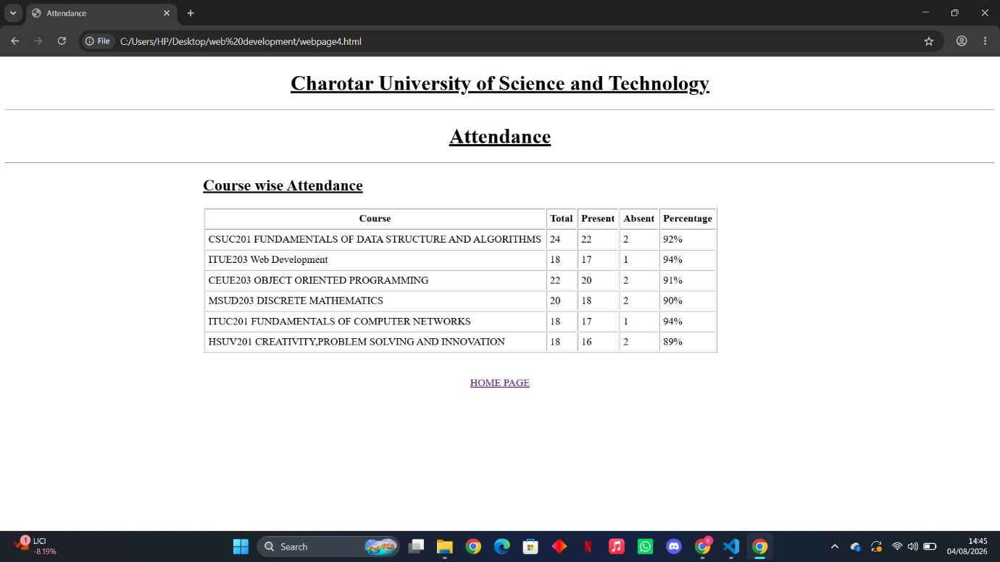 Attendance
File C:/Users/HP/Desktop/web%20development/webpage4.html
Charotar University of Science and Technology
Attendance
Course wise Attendance
Course Total Present Absent Percentage
CSUC201 FUNDAMENTALS OF DATA STRUCTURE AND ALGORITHMS 24 22 2 92%
ITUE203 Web Development 18 17 1 94%
CEUE203 OBJECT ORIENTED PROGRAMMING 22 20 2 91%
MSUD203 DISCRETE MATHEMATICS 20 18 2 90%
ITUC201 FUNDAMENTALS OF COMPUTER NETWORKS 18 17 1 94%
HSUV201 CREATIVITY,PROBLEM SOLVING AND INNOVATION 18 16 2 89%
HOME PAGE
1
LICI
-8.19%
Search
K
14:45
04/08/2026